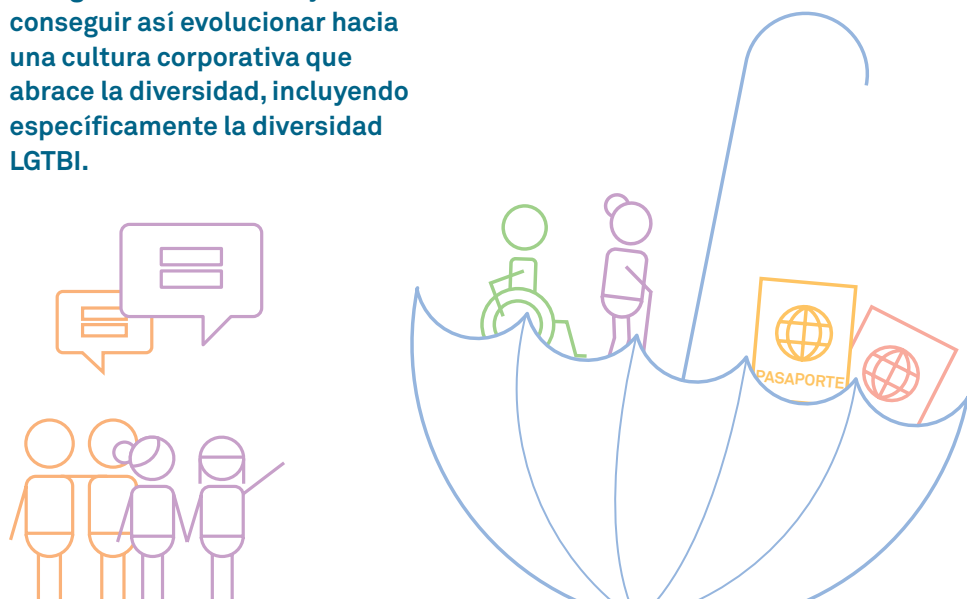 conseguir así evolucionar hacia
una cultura corporativa que
abrace la diversidad, incluyendo
específicamente la diversidad
LGTBI.
PASAPORTE